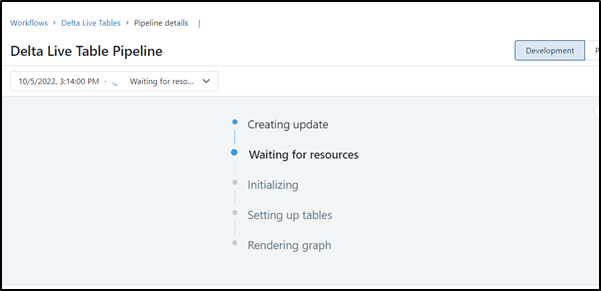 Workflows > Delta Live Tables > Pipeline details |
Delta Live Table Pipeline
Development
10/5/2022, 3:14:00 PM · Waiting for reso...
Creating update
Waiting for resources
Initializing
Setting up tables
Rendering graph